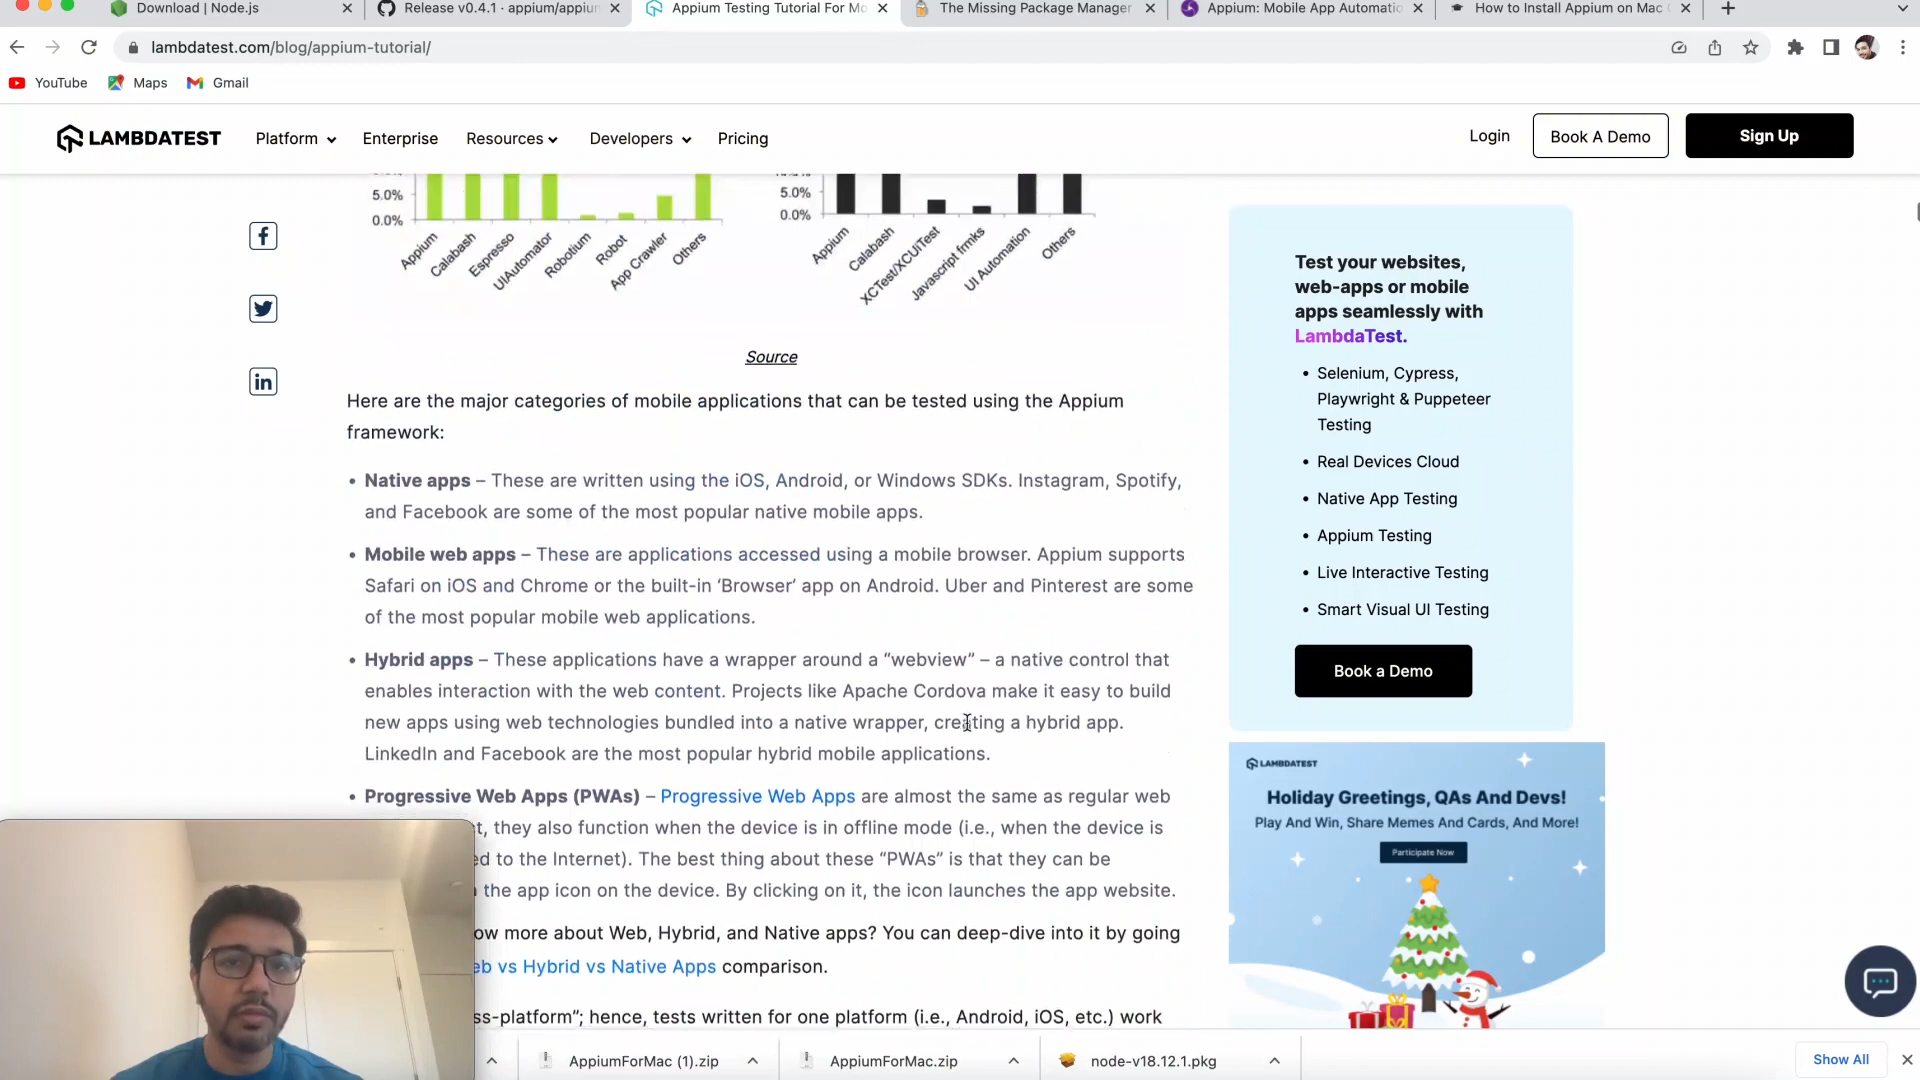 Download | Node.js
Release v0.4.1 · appium/appiun
Appium Testing Tutorial For Mo
The Missing Package Manager
Appium: Mobile App Automatio
How to Install Appium on Mac
lambdatest.com/blog/appium-tutorial/
YouTube
Maps
Gmail
LAMBDATEST
Platform
Enterprise
Resources
Developers
Pricing
Login
Book A Demo
Sign Up
5.0%
0.0%
Appium
Calabash
Espresso
UIAutomator
Robotium
Robot
App Crawler
Others
5.0%
0.0%
Appium
Calabash
XCTest/XCUITest
Javascript frmks
UI Automation
Others
Source
Here are the major categories of mobile applications that can be tested using the Appium
framework:
• Native apps – These are written using the iOS, Android, or Windows SDKs. Instagram, Spotify,
and Facebook are some of the most popular native mobile apps.
• Mobile web apps – These are applications accessed using a mobile browser. Appium supports
Safari on iOS and Chrome or the built-in ‘Browser’ app on Android. Uber and Pinterest are some
of the most popular mobile web applications.
• Hybrid apps – These applications have a wrapper around a “webview” – a native control that
enables interaction with the web content. Projects like Apache Cordova make it easy to build
new apps using web technologies bundled into a native wrapper, creating a hybrid app.
LinkedIn and Facebook are the most popular hybrid mobile applications.
• Progressive Web Apps (PWAs) – Progressive Web Apps are almost the same as regular web
t, they also function when the device is in offline mode (i.e., when the device is
ed to the Internet). The best thing about these “PWAs” is that they can be
the app icon on the device. By clicking on it, the icon launches the app website.
ow more about Web, Hybrid, and Native apps? You can deep-dive into it by going
eb vs Hybrid vs Native Apps comparison.
ss-platform”; hence, tests written for one platform (i.e., Android, iOS, etc.) work
Test your websites,
web-apps or mobile
apps seamlessly with
LambdaTest.
• Selenium, Cypress,
Playwright & Puppeteer
Testing
• Real Devices Cloud
• Native App Testing
• Appium Testing
• Live Interactive Testing
• Smart Visual UI Testing
Book a Demo
LAMBDATEST
Holiday Greetings, QAs And Devs!
Play And Win, Share Memes And Cards, And More!
Participate Now
AppiumForMac (1).zip
AppiumForMac.zip
node-v18.12.1.pkg
Show All